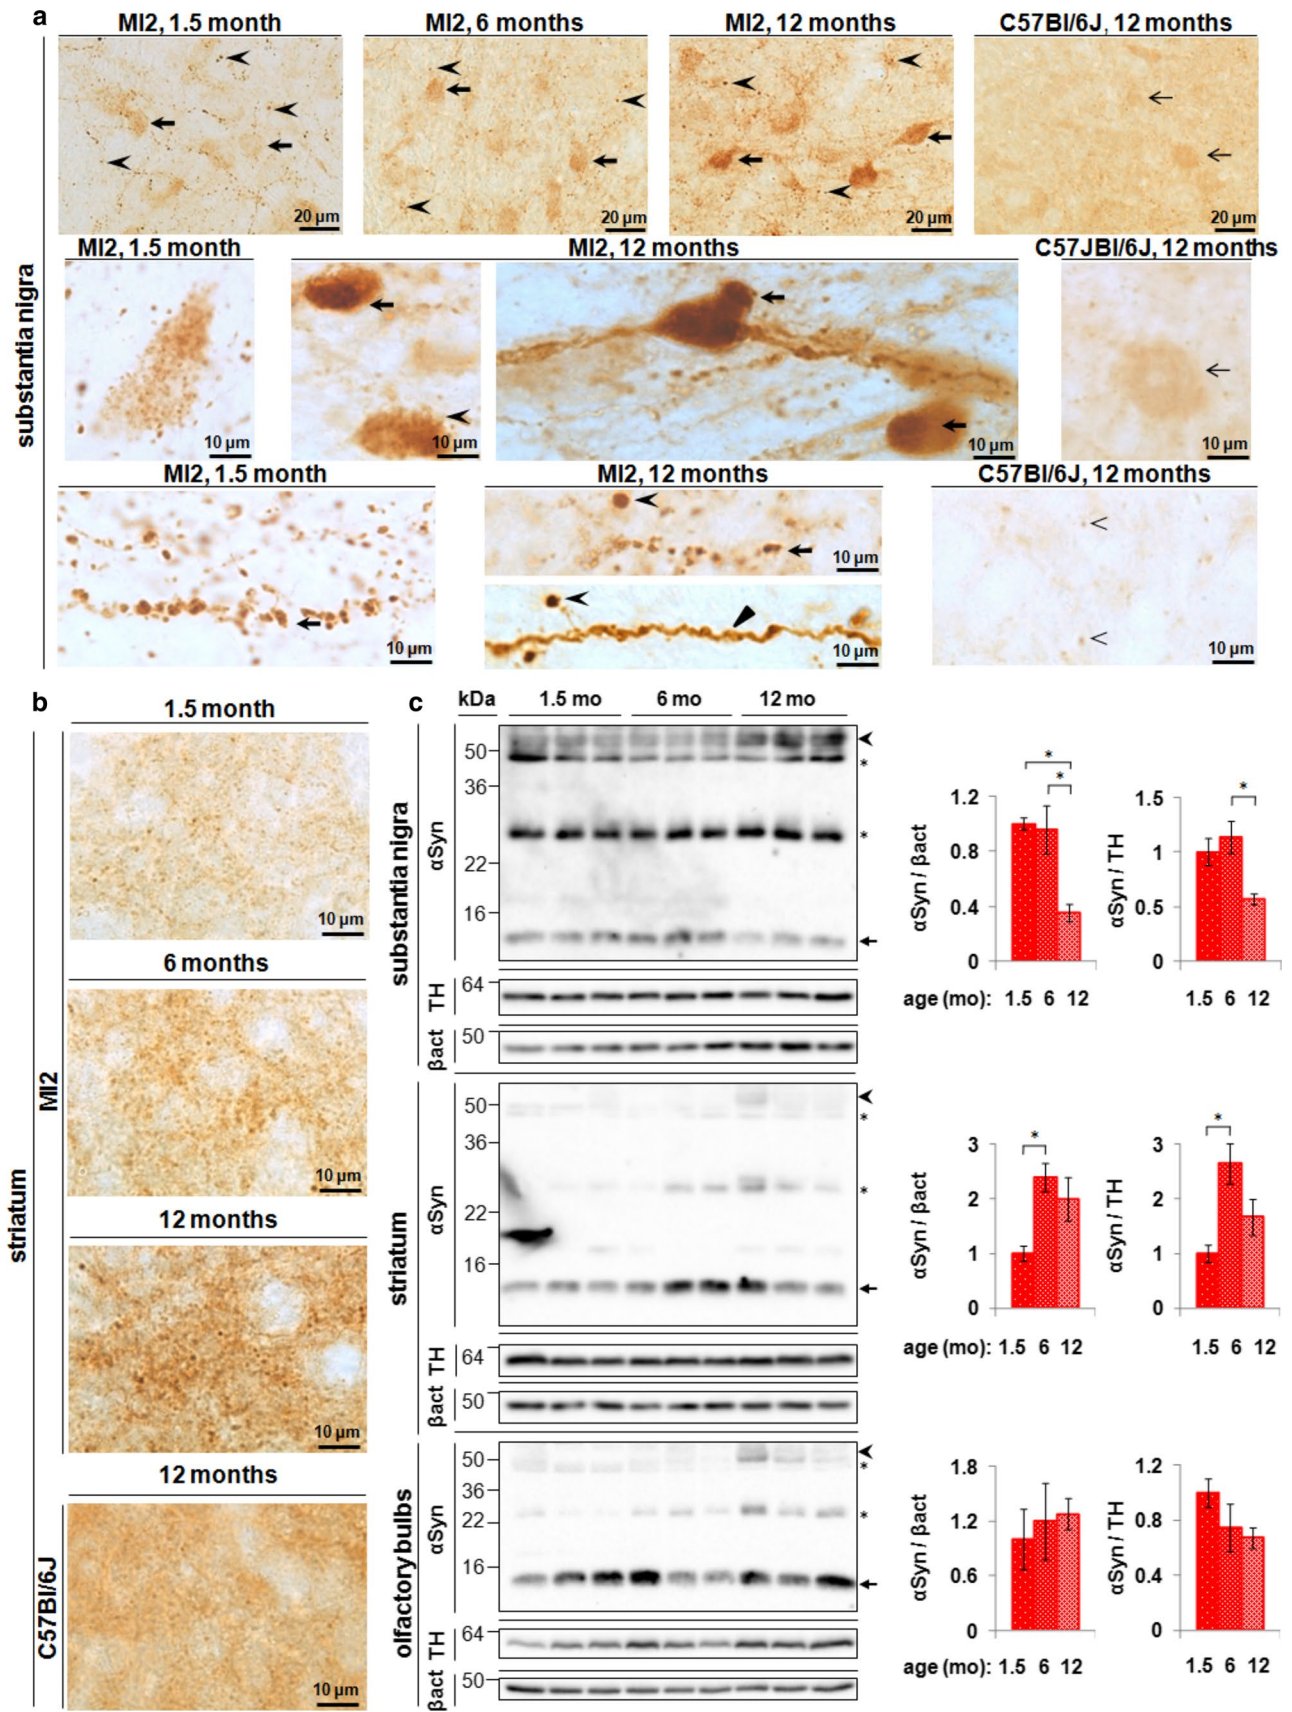 a
MI2, 1.5 month
MI2, 6 months
MI2, 12 months
C57Bl/6J, 12 months
20 µm
20 µm
20 µm
20 µm
substantia nigra
MI2, 1.5 month
MI2, 12 months
C57JBl/6J, 12 months
10 µm
10 µm
10 µm
10 µm
MI2, 1.5 month
MI2, 12 months
C57Bl/6J, 12 months
10 µm
10 µm
10 µm
10 µm
b
striatum
MI2
1.5 month
10 µm
6 months
10 µm
12 months
10 µm
C57Bl/6J
12 months
10 µm
c
kDa
1.5 mo
6 mo
12 mo
substantia nigra
αSyn
50
36
22
16
*
*
TH
64
βact
50
αSyn / βact
1.2
0.8
0.4
0
*
*
age (mo): 1.5 6 12
αSyn / TH
1.5
1
0.5
0
*
1.5 6 12
striatum
αSyn
50
36
22
16
*
*
TH
64
βact
50
αSyn / βact
3
2
1
0
*
age (mo): 1.5 6 12
αSyn / TH
3
2
1
0
*
1.5 6 12
olfactory bulbs
αSyn
50
36
22
16
*
*
TH
64
βact
50
αSyn / βact
1.8
1.2
0.6
0
age (mo): 1.5 6 12
αSyn / TH
1.2
0.8
0.4
0
1.5 6 12